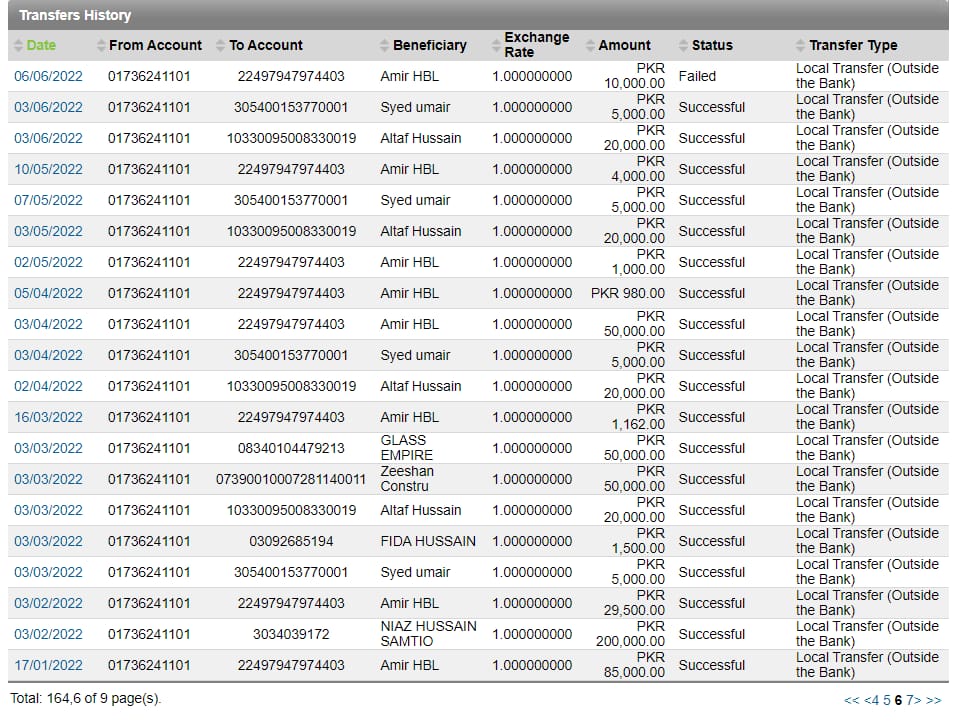 Transfers History
Date From Account To Account Beneficiary Exchange Rate Amount Status Transfer Type
06/06/2022 01736241101 22497947974403 Amir HBL 1.000000000 PKR 10,000.00 Failed Local Transfer (Outside the Bank)
03/06/2022 01736241101 305400153770001 Syed umair 1.000000000 PKR 5,000.00 Successful Local Transfer (Outside the Bank)
03/06/2022 01736241101 10330095008330019 Altaf Hussain 1.000000000 PKR 20,000.00 Successful Local Transfer (Outside the Bank)
10/05/2022 01736241101 22497947974403 Amir HBL 1.000000000 PKR 4,000.00 Successful Local Transfer (Outside the Bank)
07/05/2022 01736241101 305400153770001 Syed umair 1.000000000 PKR 5,000.00 Successful Local Transfer (Outside the Bank)
03/05/2022 01736241101 10330095008330019 Altaf Hussain 1.000000000 PKR 20,000.00 Successful Local Transfer (Outside the Bank)
02/05/2022 01736241101 22497947974403 Amir HBL 1.000000000 PKR 1,000.00 Successful Local Transfer (Outside the Bank)
05/04/2022 01736241101 22497947974403 Amir HBL 1.000000000 PKR 980.00 Successful Local Transfer (Outside the Bank)
03/04/2022 01736241101 22497947974403 Amir HBL 1.000000000 PKR 50,000.00 Successful Local Transfer (Outside the Bank)
03/04/2022 01736241101 305400153770001 Syed umair 1.000000000 PKR 5,000.00 Successful Local Transfer (Outside the Bank)
02/04/2022 01736241101 10330095008330019 Altaf Hussain 1.000000000 PKR 20,000.00 Successful Local Transfer (Outside the Bank)
16/03/2022 01736241101 22497947974403 Amir HBL 1.000000000 PKR 1,162.00 Successful Local Transfer (Outside the Bank)
03/03/2022 01736241101 08340104479213 GLASS EMPIRE 1.000000000 PKR 50,000.00 Successful Local Transfer (Outside the Bank)
03/03/2022 01736241101 07390010007281140011 Zeeshan Constru 1.000000000 PKR 50,000.00 Successful Local Transfer (Outside the Bank)
03/03/2022 01736241101 10330095008330019 Altaf Hussain 1.000000000 PKR 20,000.00 Successful Local Transfer (Outside the Bank)
03/03/2022 01736241101 03092685194 FIDA HUSSAIN 1.000000000 PKR 1,500.00 Successful Local Transfer (Outside the Bank)
03/03/2022 01736241101 305400153770001 Syed umair 1.000000000 PKR 5,000.00 Successful Local Transfer (Outside the Bank)
03/02/2022 01736241101 22497947974403 Amir HBL 1.000000000 PKR 29,500.00 Successful Local Transfer (Outside the Bank)
03/02/2022 01736241101 3034039172 NIAZ HUSSAIN SAMTIO 1.000000000 PKR 200,000.00 Successful Local Transfer (Outside the Bank)
17/01/2022 01736241101 22497947974403 Amir HBL 1.000000000 PKR 85,000.00 Successful Local Transfer (Outside the Bank)
Total: 164,6 of 9 page(s). << <4 5 6 7> >>